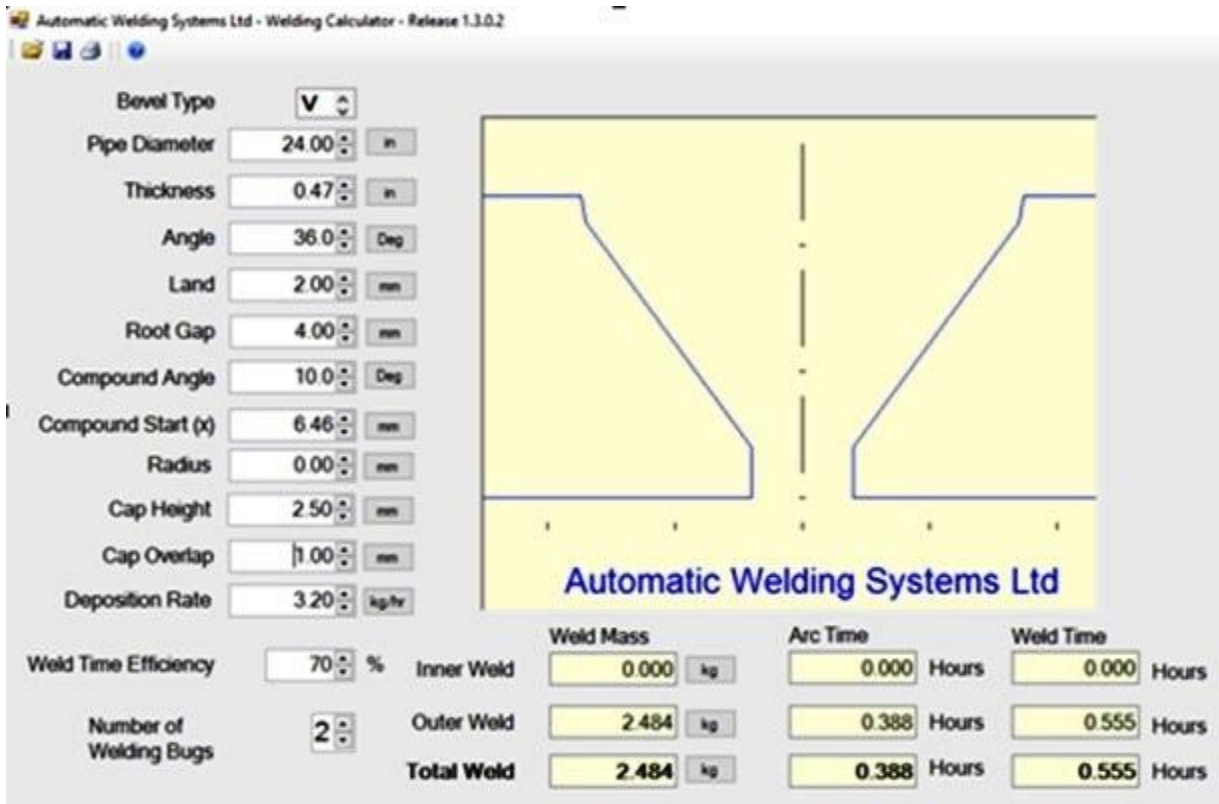 Automatic Welding Systems Ltd - Welding Calculator - Release 1.3.0.2
Bevel Type V
Pipe Diameter 24.00 in
Thickness 0.47 in
Angle 36.0 Deg
Land 2.00 mm
Root Gap 4.00 mm
Compound Angle 10.0 Deg
Compound Start (x) 6.46 mm
Radius 0.00 mm
Cap Height 2.50 mm
Cap Overlap 1.00 mm
Deposition Rate 3.20 kg/hr
Automatic Welding Systems Ltd
Weld Time Efficiency 70 %
Number of
Welding Bugs 2
Weld Mass Arc Time Weld Time
Inner Weld 0.000 kg 0.000 Hours 0.000 Hours
Outer Weld 2.484 kg 0.388 Hours 0.555 Hours
Total Weld 2.484 kg 0.388 Hours 0.555 Hours